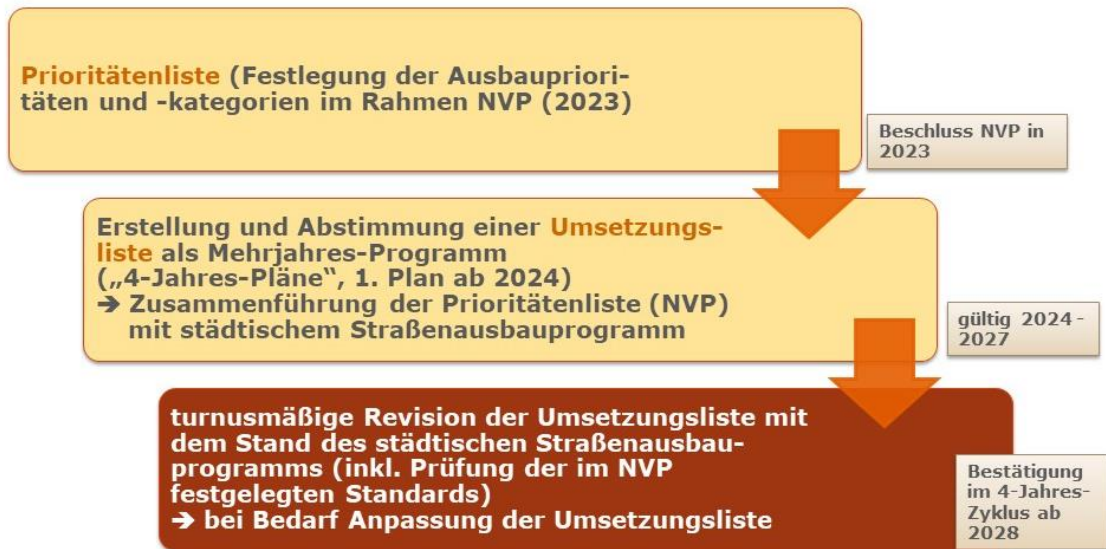 Prioritätenliste (Festlegung der Ausbaupriori-
täten und -kategorien im Rahmen NVP (2023)
Beschluss NVP in
2023
Erstellung und Abstimmung einer Umsetzungs-
liste als Mehrjahres-Programm
(„4-Jahres-Pläne“, 1. Plan ab 2024)
➔ Zusammenführung der Prioritätenliste (NVP)
mit städtischem Straßenausbauprogramm
gültig 2024 -
2027
turnusmäßige Revision der Umsetzungsliste mit
dem Stand des städtischen Straßenausbau-
programms (inkl. Prüfung der im NVP
festgelegten Standards)
➔ bei Bedarf Anpassung der Umsetzungsliste
Bestätigung
im 4-Jahres-
Zyklus ab
2028